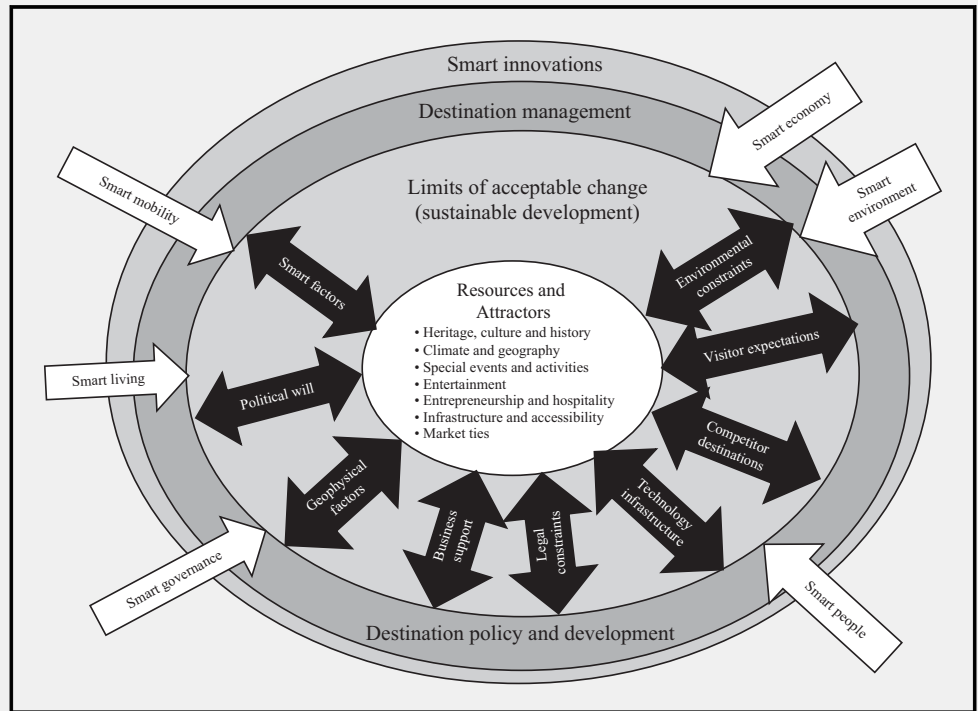 Smart innovations
Destination management
Smart economy
Smart
environment
Smart mobility
Limits of acceptable change
(sustainable development)
Smart factors
Environmental
constraints
Resources and
Attractors
• Heritage, culture and history
• Climate and geography
• Special events and activities
• Entertainment
• Entrepreneurship and hospitality
• Infrastructure and accessibility
• Market ties
Visitor expectations
Smart living
Political will
Competitor
destinations
Geophysical
factors
Business
support
Legal
constraints
Technology
infrastructure
Smart governance
Smart people
Destination policy and development